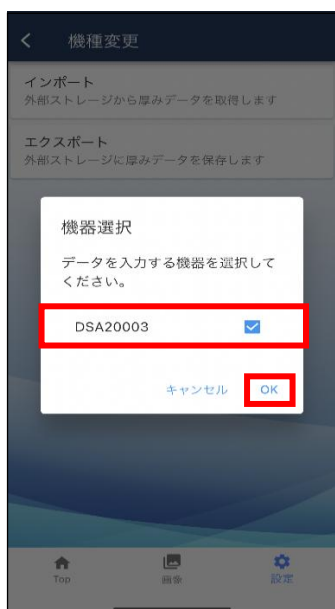 機種変更
インポート
外部ストレージから厚みデータを取得します
エクスポート
外部ストレージに厚みデータを保存します
機器選択
データを入力する機器を選択して
ください。
DSA20003
キャンセル OK
Top 画像 設定